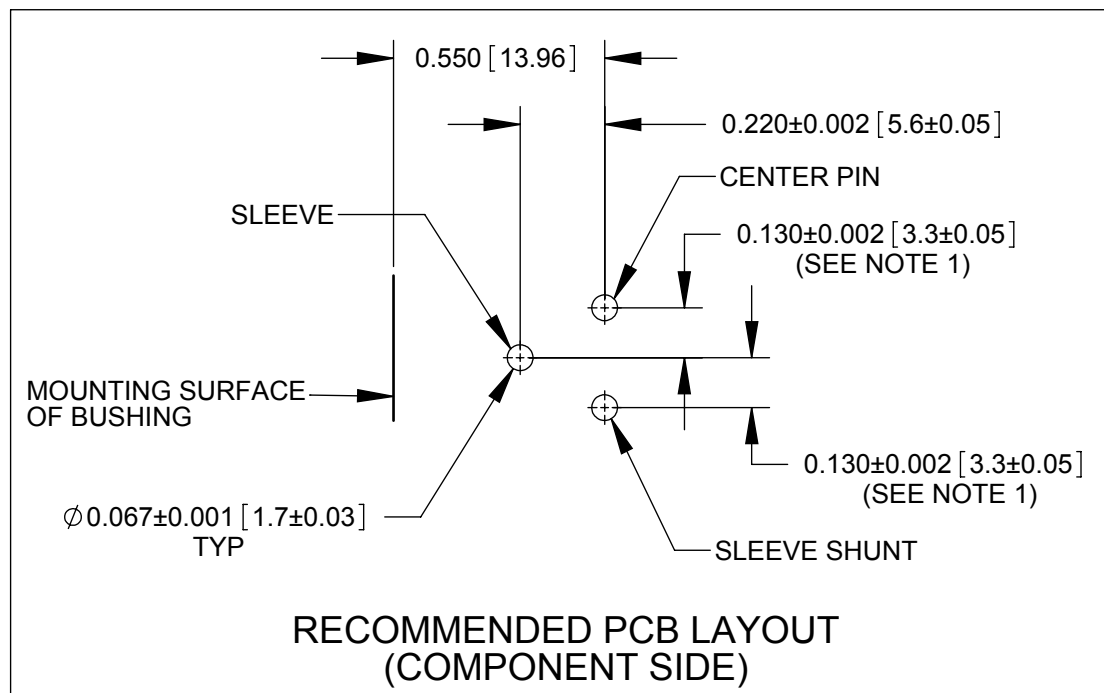 0.550 [13.96]
0.220±0.002 [5.6±0.05]
CENTER PIN
SLEEVE
0.130±0.002 [3.3±0.05]
(SEE NOTE 1)
MOUNTING SURFACE
OF BUSHING
0.130±0.002 [3.3±0.05]
(SEE NOTE 1)
∅0.067±0.001 [1.7±0.03]
TYP
SLEEVE SHUNT
RECOMMENDED PCB LAYOUT
(COMPONENT SIDE)